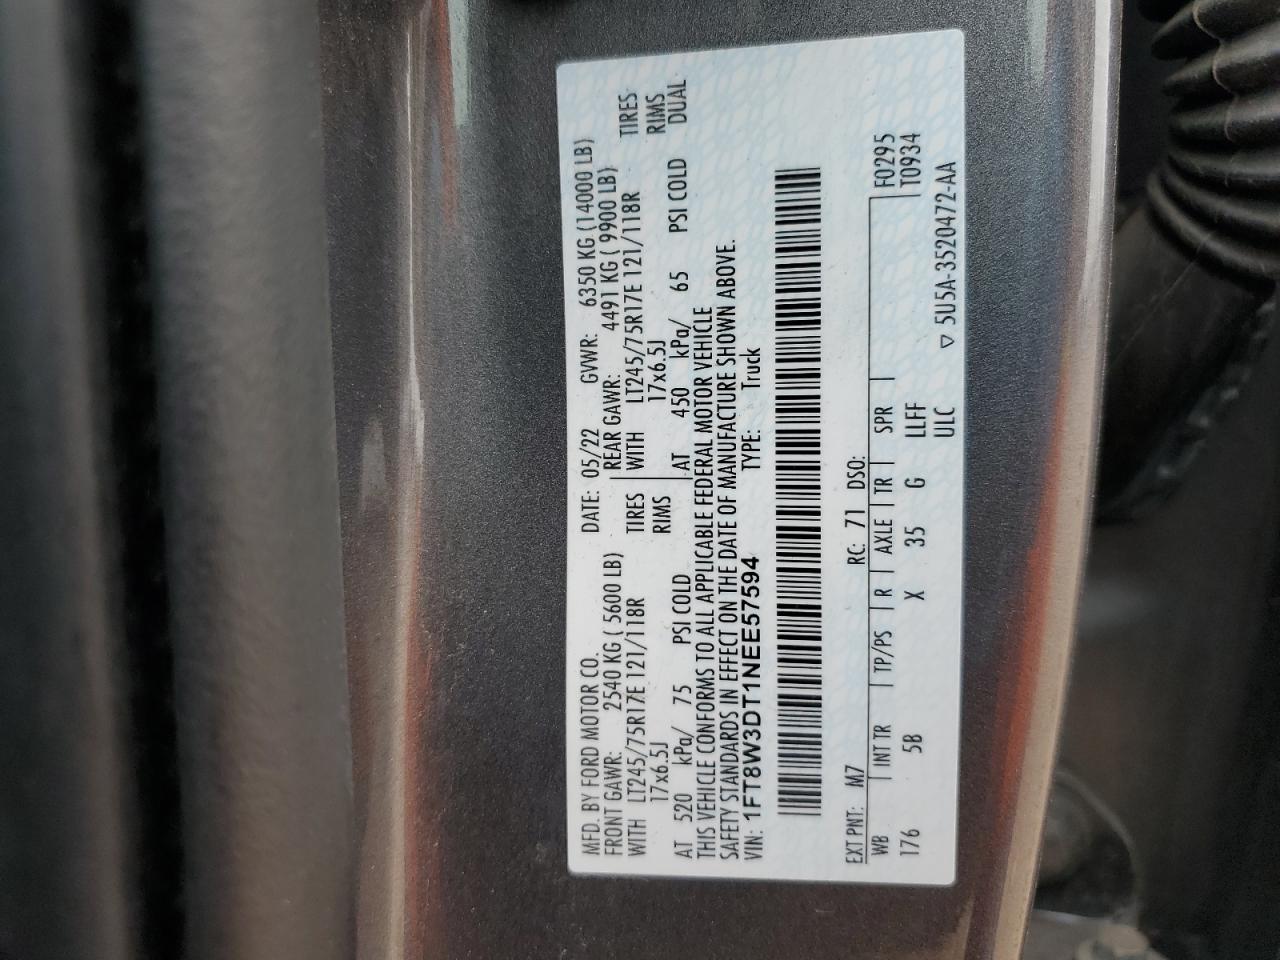 MFD. BY FORD MOTOR CO. DATE: 05/22 GVWR: 6350 KG (14000 LB)
FRONT GAWR: 2540 KG ( 5600 LB) REAR GAWR: 4491 KG ( 9900 LB)
WITH LT245/75R17E 121/118R TIRES WITH LT245/75R17E 121/118R TIRES
17x6.5J RIMS 17x6.5J RIMS
AT 520 kPa/ 75 PSI COLD AT 450 kPa/ 65 PSI COLD DUAL
THIS VEHICLE CONFORMS TO ALL APPLICABLE FEDERAL MOTOR VEHICLE
SAFETY STANDARDS IN EFFECT ON THE DATE OF MANUFACTURE SHOWN ABOVE.
VIN: 1FT8W3DT1NEE57594 TYPE: Truck
EXT PNT: M7 RC: 71 DSO:
WB INT TR TP/PS R AXLE TR SPR F0295
176 5B X 35 G LLFF T0934
ULC ▽ 5U5A-3520472-AA